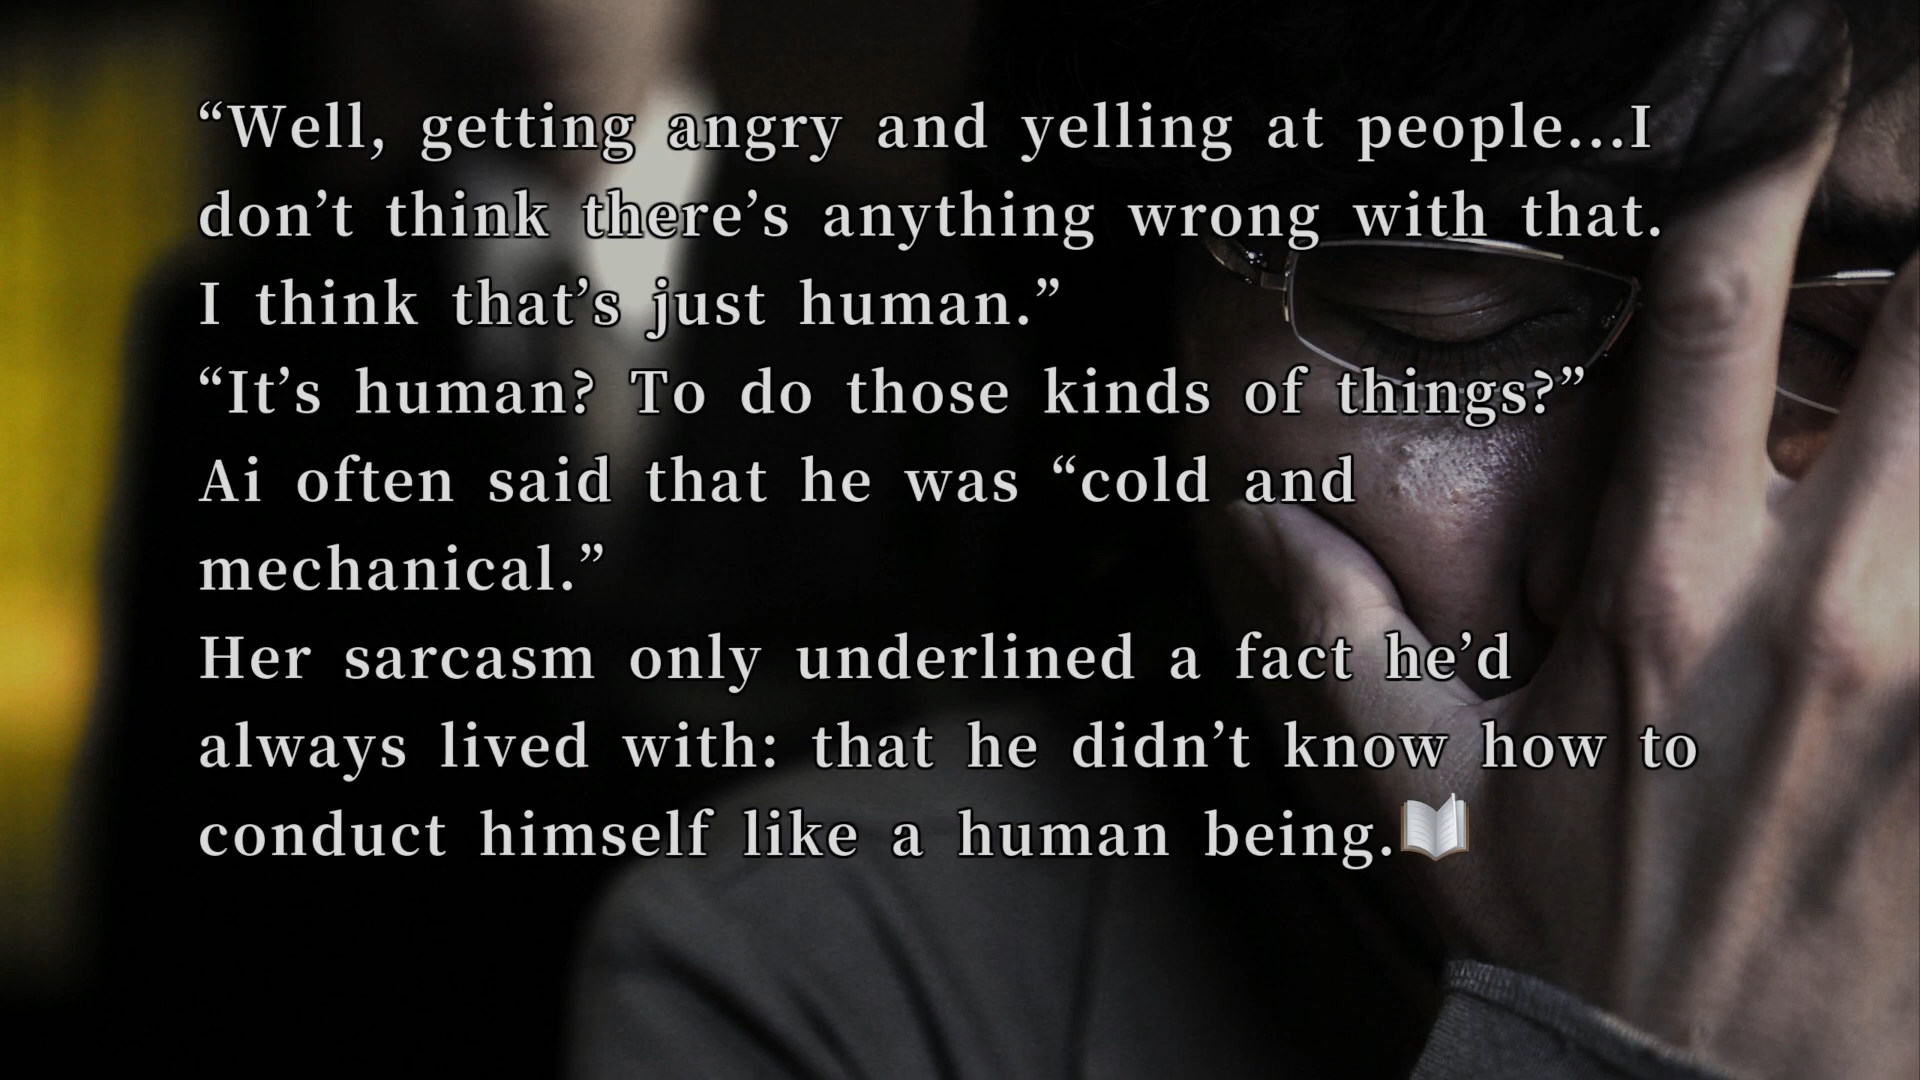 “Well, getting angry and yelling at people...I
don’t think there’s anything wrong with that.
I think that’s just human.”
“It’s human? To do those kinds of things?”
Ai often said that he was “cold and
mechanical.”
Her sarcasm only underlined a fact he’d
always lived with: that he didn’t know how to
conduct himself like a human being.